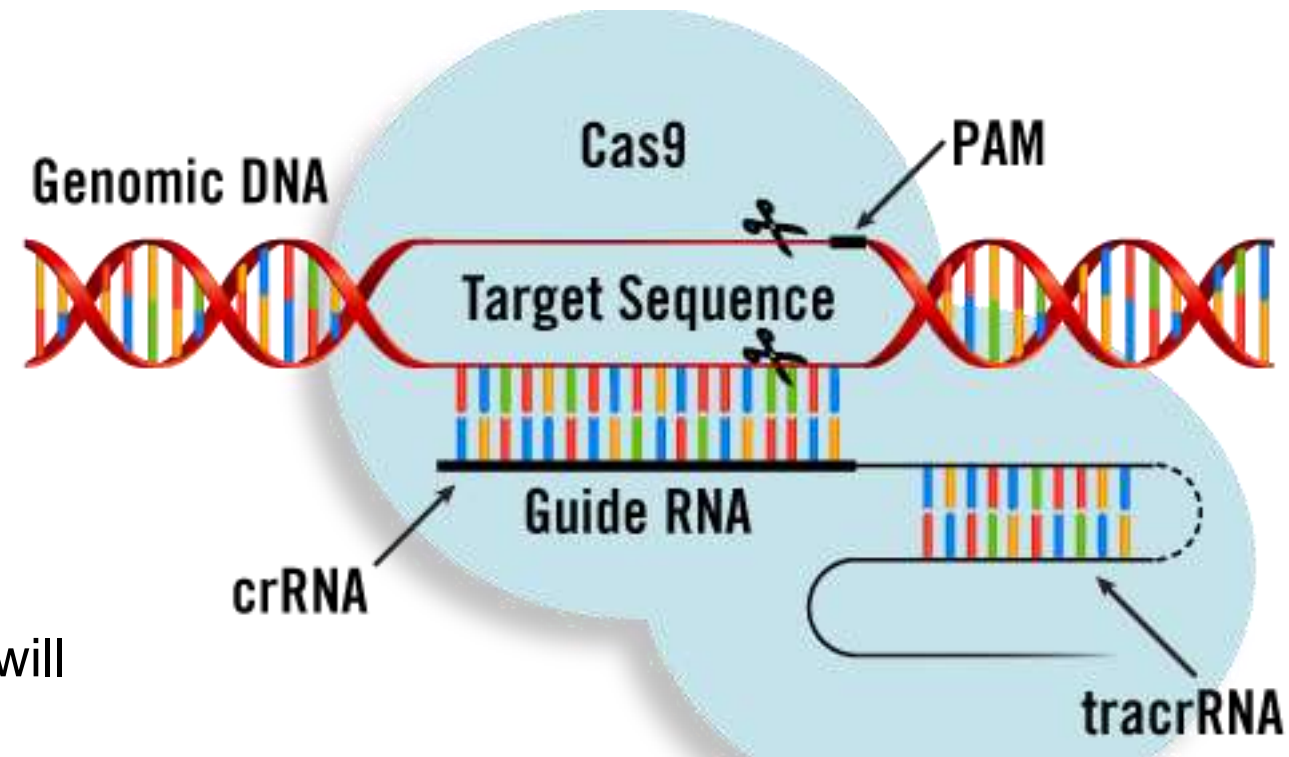 Cas9
PAM
Genomic DNA
Target Sequence
Guide RNA
crRNA
will
tracrRNA